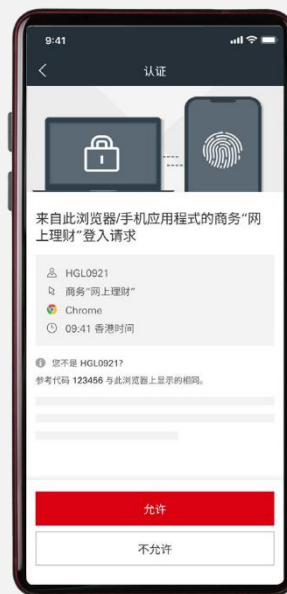 9:41
认证
来自此浏览器/手机应用程式的商务“网
上理财”登入请求
HGL0921
商务“网上理财”
Chrome
09:41 香港时间
您不是 HGL0921?
参考代码 123456 与此浏览器上显示的相同。
允许
不允许